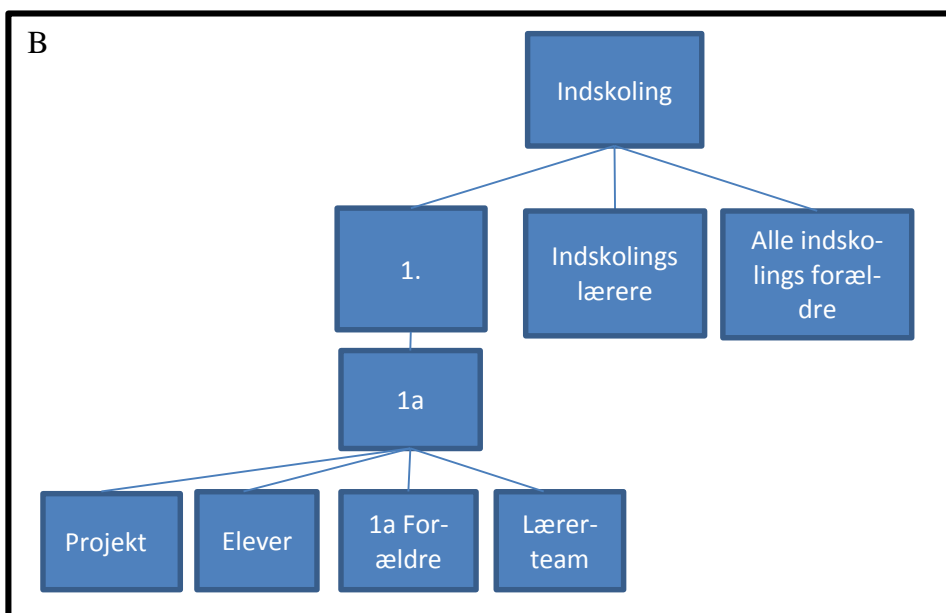 B
Indskoling
1.
Indskolings
lærere
Alle indsko-
lings foræl-
dre
1a
Projekt
Elever
1a For-
ældre
Lærer-
team